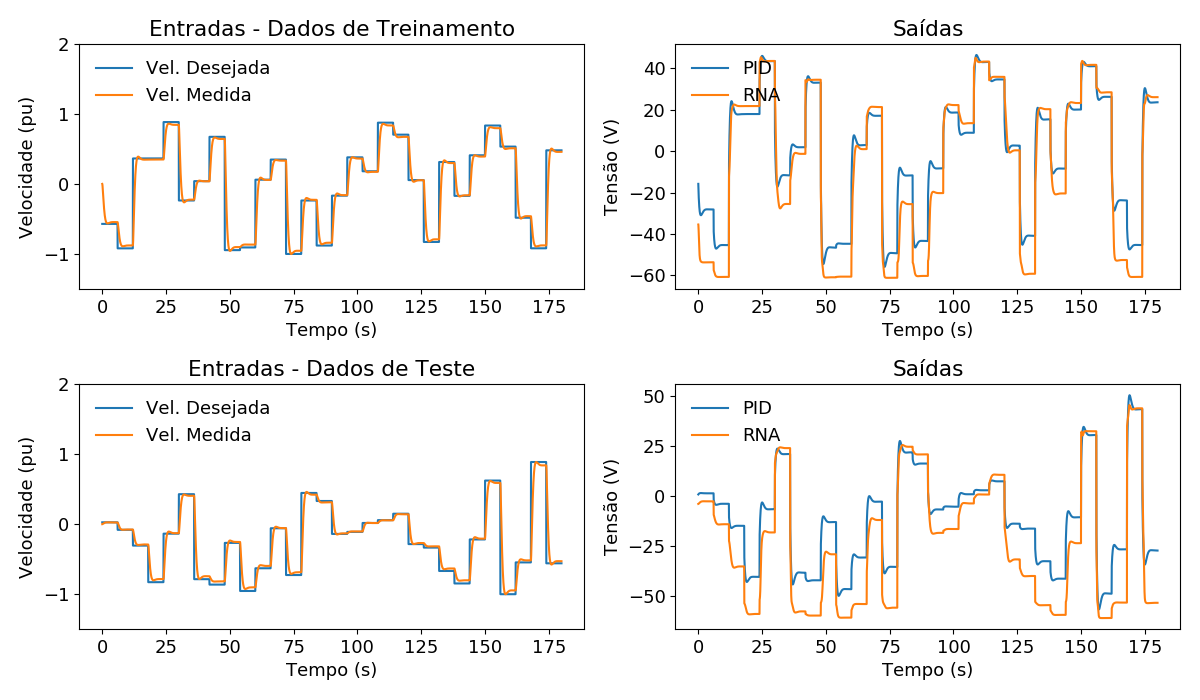 Entradas - Dados de Treinamento
Vel. Desejada
Vel. Medida
Velocidade (pu)
2
1
0
−1
0 25 50 75 100 125 150 175
Tempo (s)
Saídas
PID
RNA
Tensão (V)
40
20
0
−20
−40
−60
0 25 50 75 100 125 150 175
Tempo (s)
Entradas - Dados de Teste
Vel. Desejada
Vel. Medida
Velocidade (pu)
2
1
0
−1
0 25 50 75 100 125 150 175
Tempo (s)
Saídas
PID
RNA
Tensão (V)
50
25
0
−25
−50
0 25 50 75 100 125 150 175
Tempo (s)